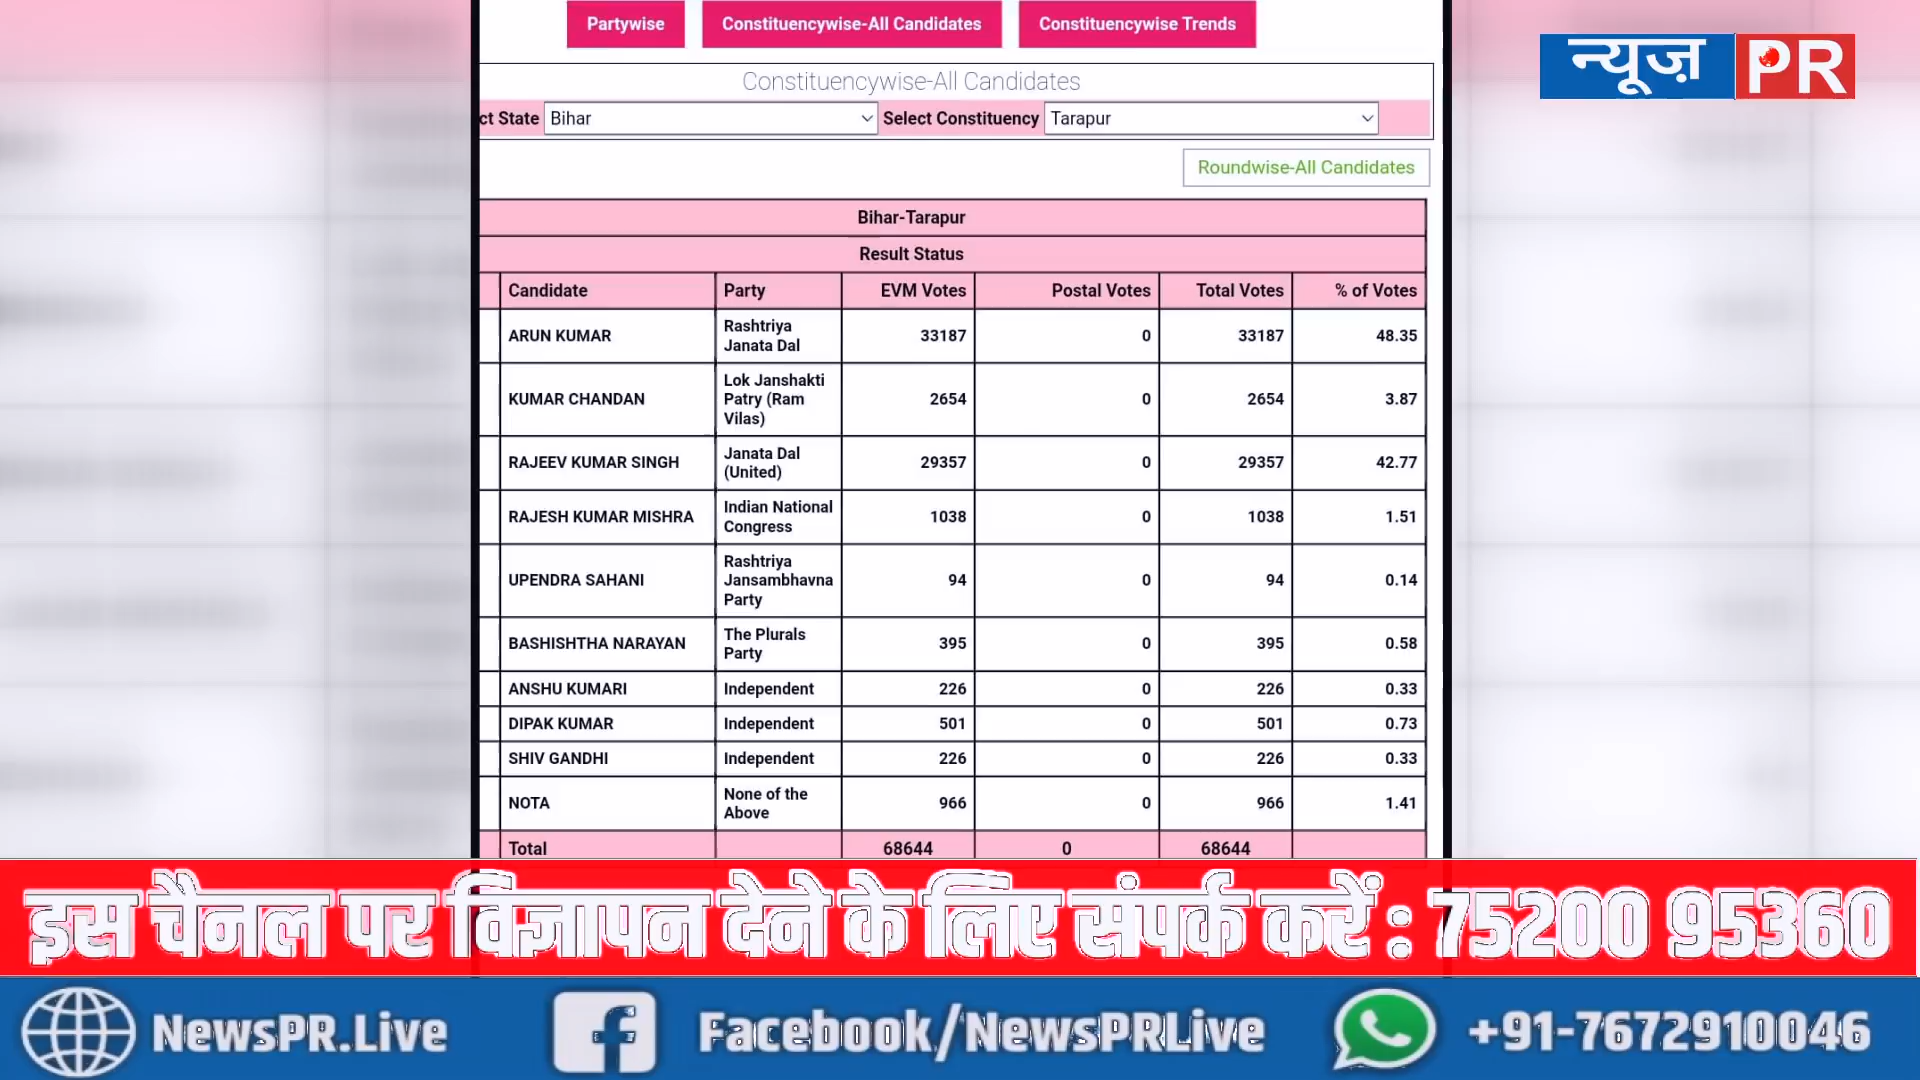 Partywise Constituencywise-All Candidates Constituencywise Trends
न्यूज़ PR
Constituencywise-All Candidates
ct State Bihar Select Constituency Tarapur
Roundwise-All Candidates
Bihar-Tarapur
Result Status
Candidate Party EVM Votes Postal Votes Total Votes % of Votes
ARUN KUMAR Rashtriya Janata Dal 33187 0 33187 48.35
KUMAR CHANDAN Lok Janshakti Patry (Ram Vilas) 2654 0 2654 3.87
RAJEEV KUMAR SINGH Janata Dal (United) 29357 0 29357 42.77
RAJESH KUMAR MISHRA Indian National Congress 1038 0 1038 1.51
UPENDRA SAHANI Rashtriya Jansambhavna Party 94 0 94 0.14
BASHISHTHA NARAYAN The Plurals Party 395 0 395 0.58
ANSHU KUMARI Independent 226 0 226 0.33
DIPAK KUMAR Independent 501 0 501 0.73
SHIV GANDHI Independent 226 0 226 0.33
NOTA None of the Above 966 0 966 1.41
Total 68644 0 68644
इस चैनल पर विज्ञापन देने के लिए संपर्क करें : 75200 95360
NewsPR.Live Facebook/NewsPRLive +91-7672910046